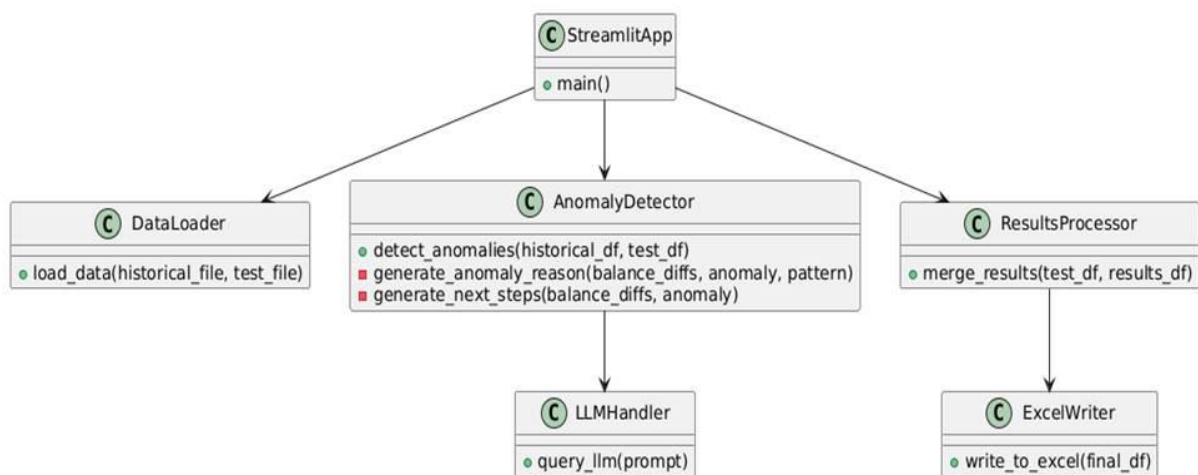 C StreamlitApp
main()
C DataLoader
load_data(historical_file, test_file)
C AnomalyDetector
detect_anomalies(historical_df, test_df)
generate_anomaly_reason(balance_diffs, anomaly, pattern)
generate_next_steps(balance_diffs, anomaly)
C ResultsProcessor
merge_results(test_df, results_df)
C LLMHandler
query_llm(prompt)
C ExcelWriter
write_to_excel(final_df)